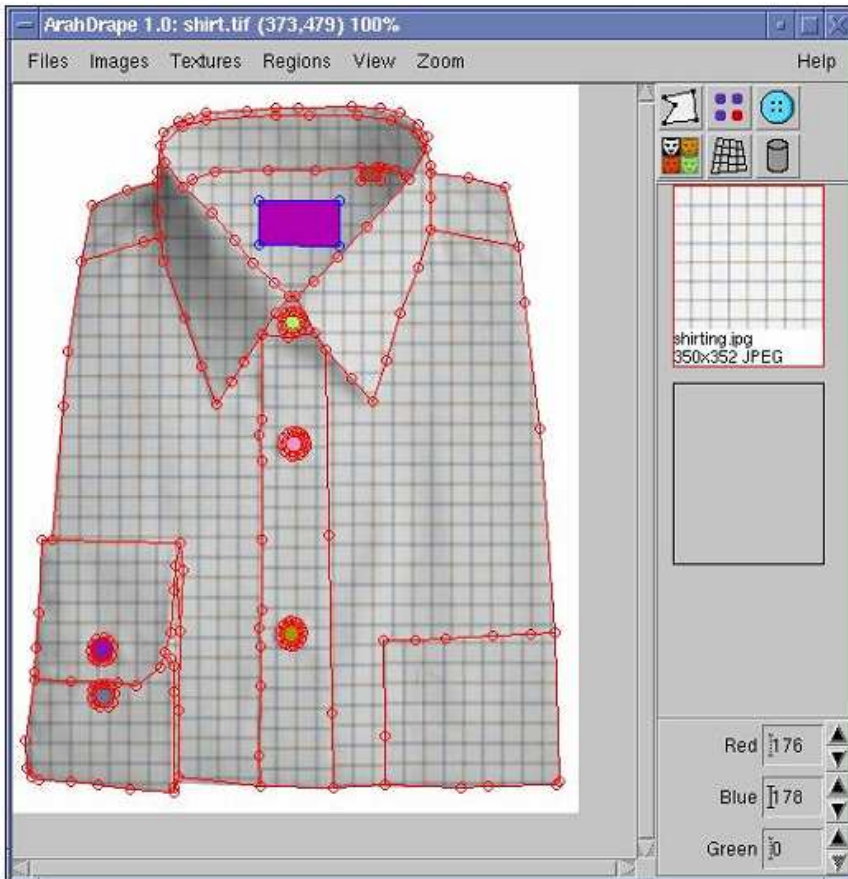 ArahDrape 1.0: shirt.tif (373,479) 100%
Files Images Textures Regions View Zoom Help
shirting.jpg
350x352 JPEG
Red 176
Blue 178
Green 0